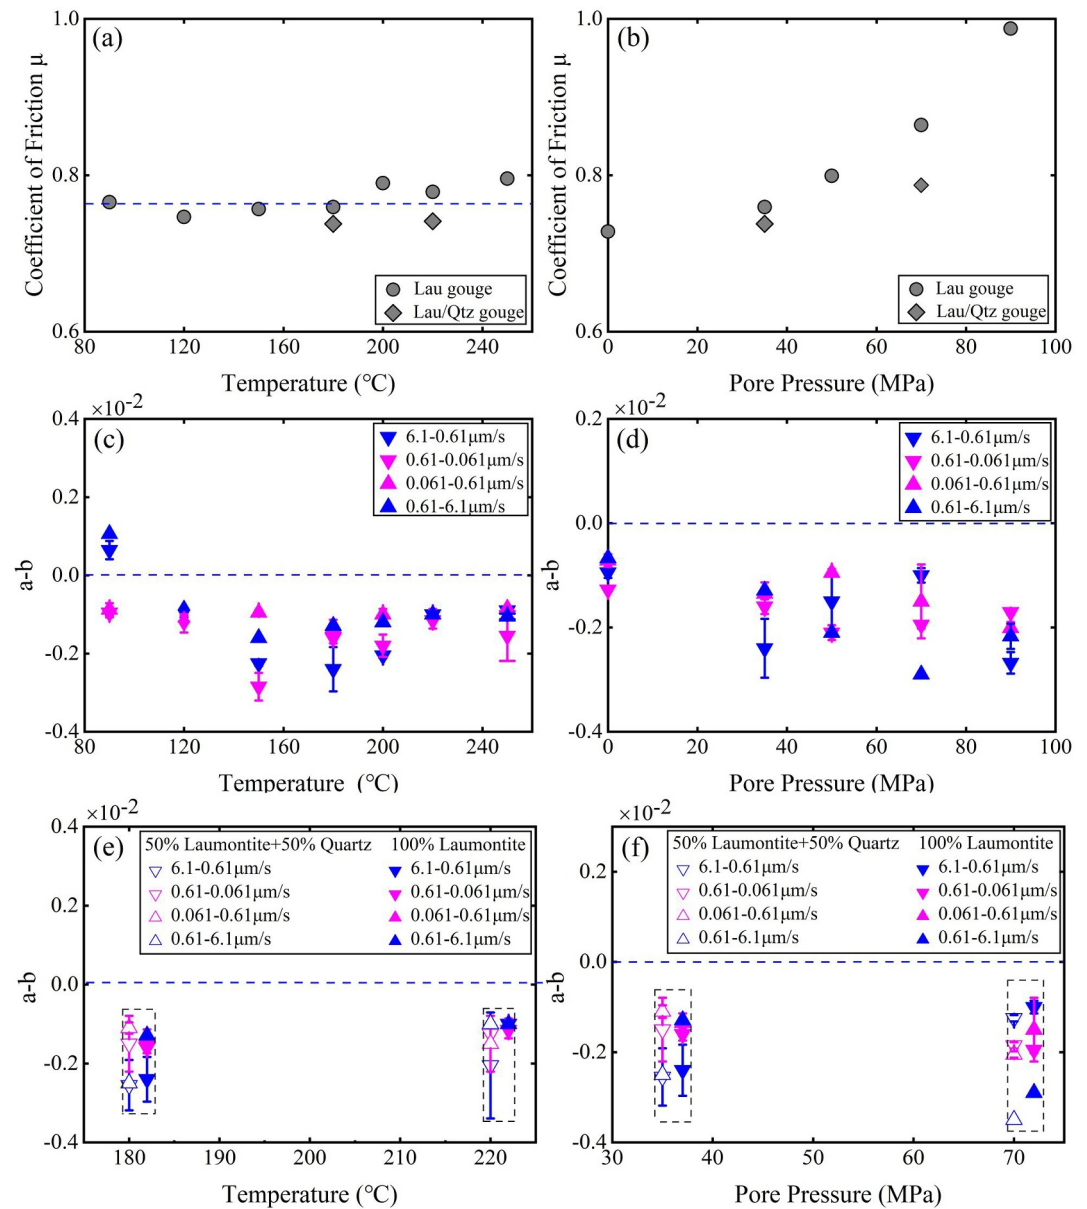 (a)
Coefficient of Friction μ
1.0
0.8
0.6
Lau gouge
Lau/Qtz gouge
80
120
160
200
240
Temperature (℃)
(b)
Coefficient of Friction μ
1.0
0.8
0.6
Lau gouge
Lau/Qtz gouge
0
20
40
60
80
100
Pore Pressure (MPa)
(c)
×10-2
a-b
0.4
0.2
0.0
-0.2
-0.4
6.1-0.61μm/s
0.61-0.061μm/s
0.061-0.61μm/s
0.61-6.1μm/s
80
120
160
200
240
Temperature (℃)
(d)
×10-2
a-b
0.2
0.0
-0.2
-0.4
6.1-0.61μm/s
0.61-0.061μm/s
0.061-0.61μm/s
0.61-6.1μm/s
0
20
40
60
80
100
Pore Pressure (MPa)
(e)
×10-2
a-b
0.4
0.2
0.0
-0.2
-0.4
50% Laumontite+50% Quartz 100% Laumontite
6.1-0.61μm/s 6.1-0.61μm/s
0.61-0.061μm/s 0.61-0.061μm/s
0.061-0.61μm/s 0.061-0.61μm/s
0.61-6.1μm/s 0.61-6.1μm/s
180
190
200
210
220
Temperature (℃)
(f)
×10-2
a-b
0.2
0.0
-0.2
-0.4
50% Laumontite+50% Quartz 100% Laumontite
6.1-0.61μm/s 6.1-0.61μm/s
0.61-0.061μm/s 0.61-0.061μm/s
0.061-0.61μm/s 0.061-0.61μm/s
0.61-6.1μm/s 0.61-6.1μm/s
30
40
50
60
70
Pore Pressure (MPa)